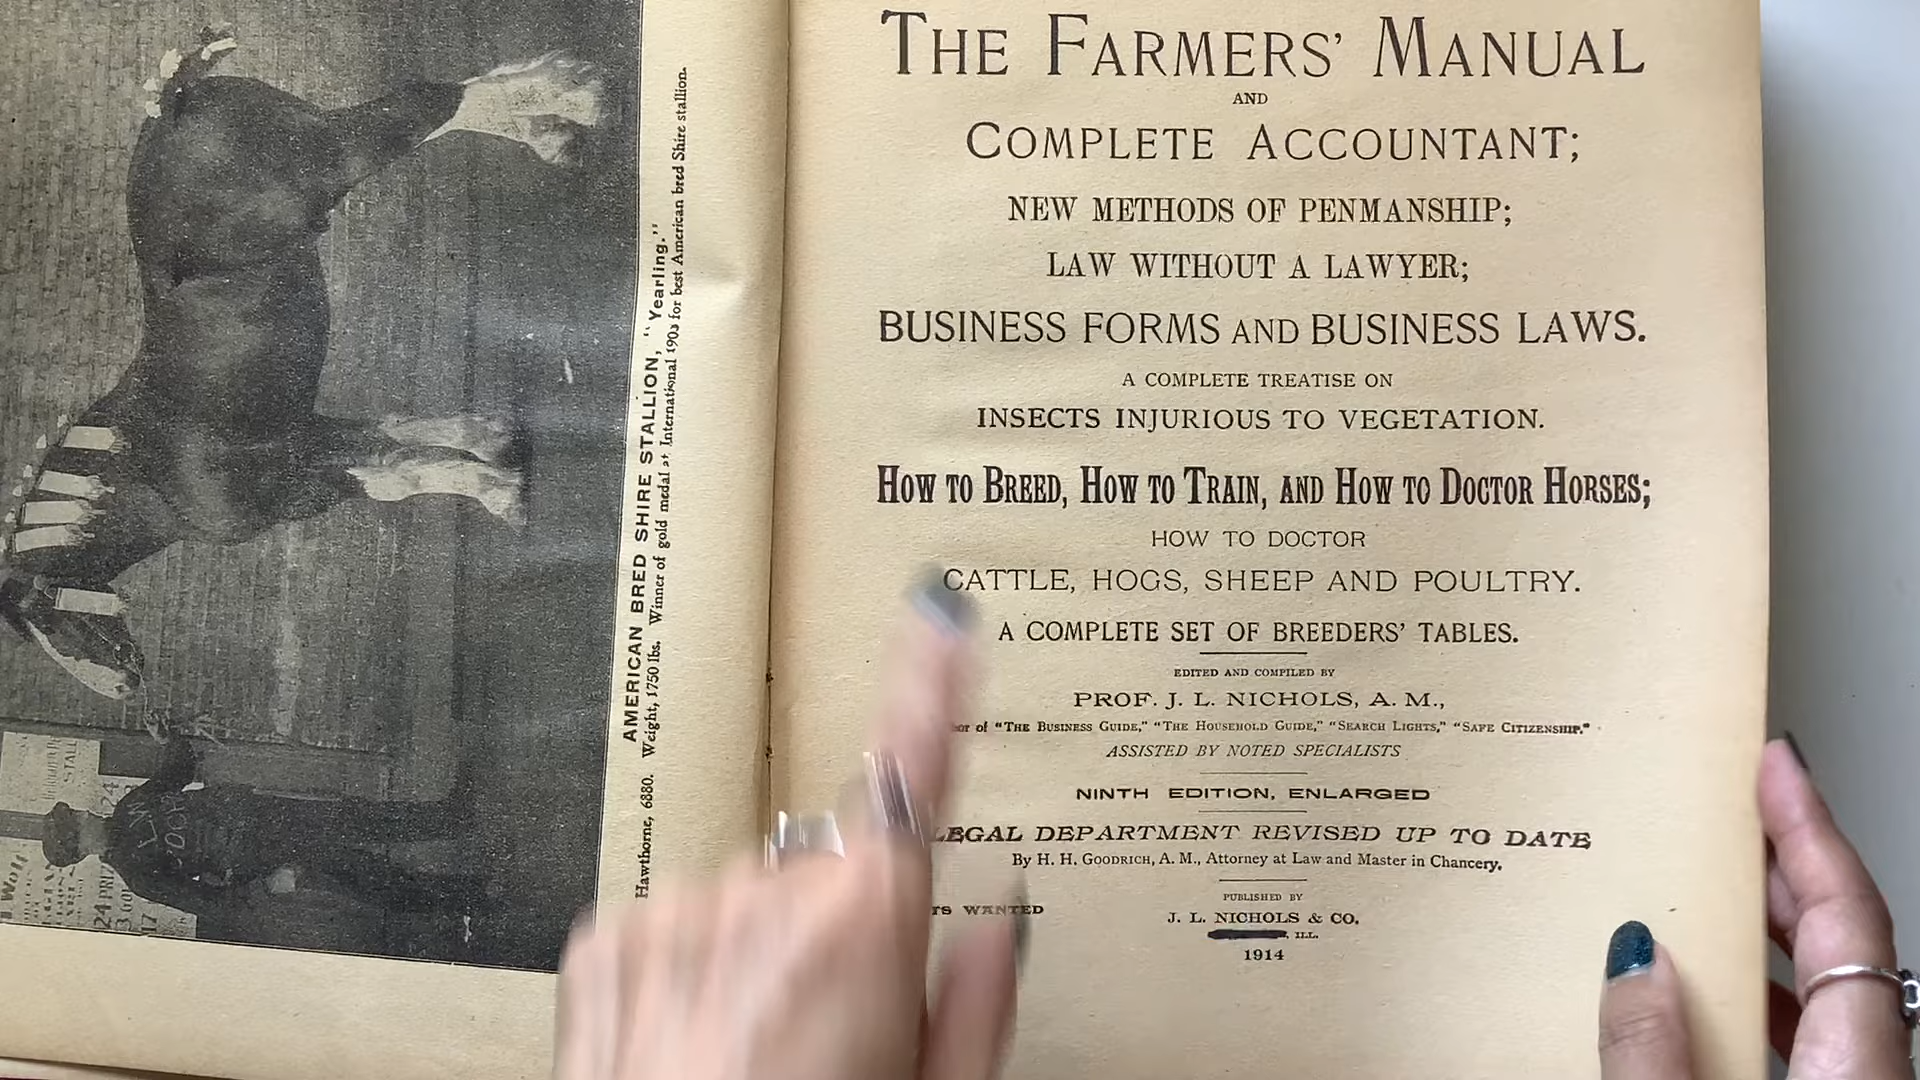 AMERICAN BRED SHIRE STALLION, "Yearling."
Hawthorne, 6880. Weight, 1750 lbs. Winner of gold medal at International 1903 for best American bred Shire stallion.
THE FARMERS' MANUAL
AND
COMPLETE ACCOUNTANT;
NEW METHODS OF PENMANSHIP;
LAW WITHOUT A LAWYER;
BUSINESS FORMS AND BUSINESS LAWS.
A COMPLETE TREATISE ON
INSECTS INJURIOUS TO VEGETATION.
HOW TO BREED, HOW TO TRAIN, AND HOW TO DOCTOR HORSES;
HOW TO DOCTOR
CATTLE, HOGS, SHEEP AND POULTRY.
A COMPLETE SET OF BREEDERS' TABLES.
EDITED AND COMPILED BY
PROF. J. L. NICHOLS, A. M.,
of "THE BUSINESS GUIDE," "THE HOUSEHOLD GUIDE," "SEARCH LIGHTS," "SAFE CITIZENSHIP."
ASSISTED BY NOTED SPECIALISTS
NINTH EDITION, ENLARGED
LEGAL DEPARTMENT REVISED UP TO DATE
By H. H. GOODRICH, A. M., Attorney at Law and Master in Chancery.
PUBLISHED BY
WANTED
J. L. NICHOLS & CO.
ILL.
1914